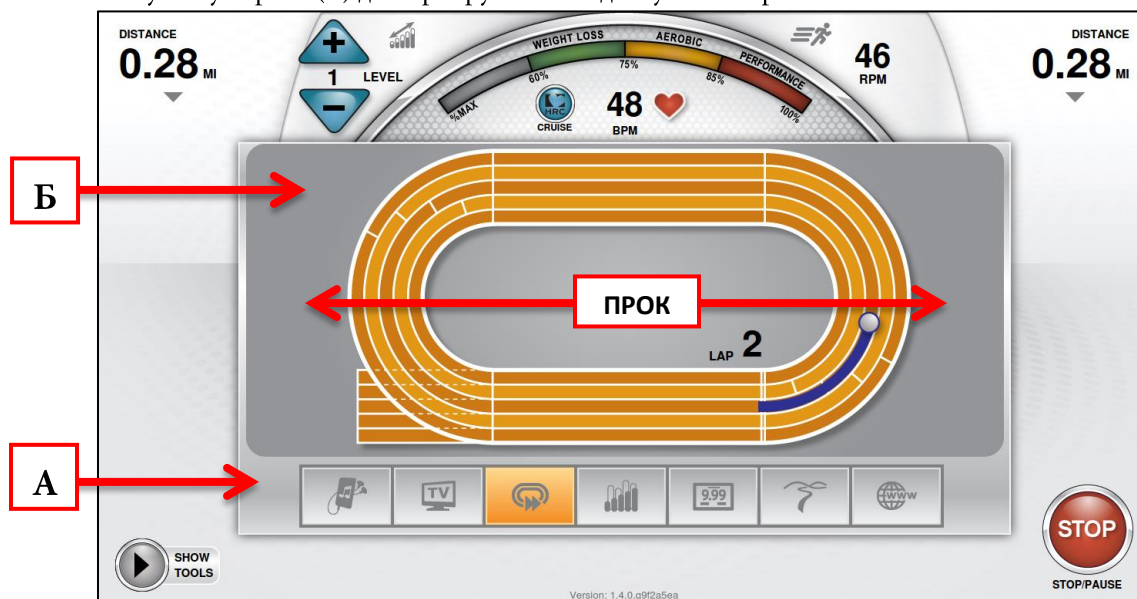 DISTANCE
0.28 MI
1 LEVEL
WEIGHT LOSS
AEROBIC
PERFORMANCE
%MAX
60%
75%
85%
100%
HRC
CRUISE
48
BPM
46
RPM
DISTANCE
0.28 MI
Б
ПРОК
LAP 2
А
TV
9.99
WWW
SHOW
TOOLS
STOP
STOP/PAUSE
Version: 1.4.0.g9f2a5ea